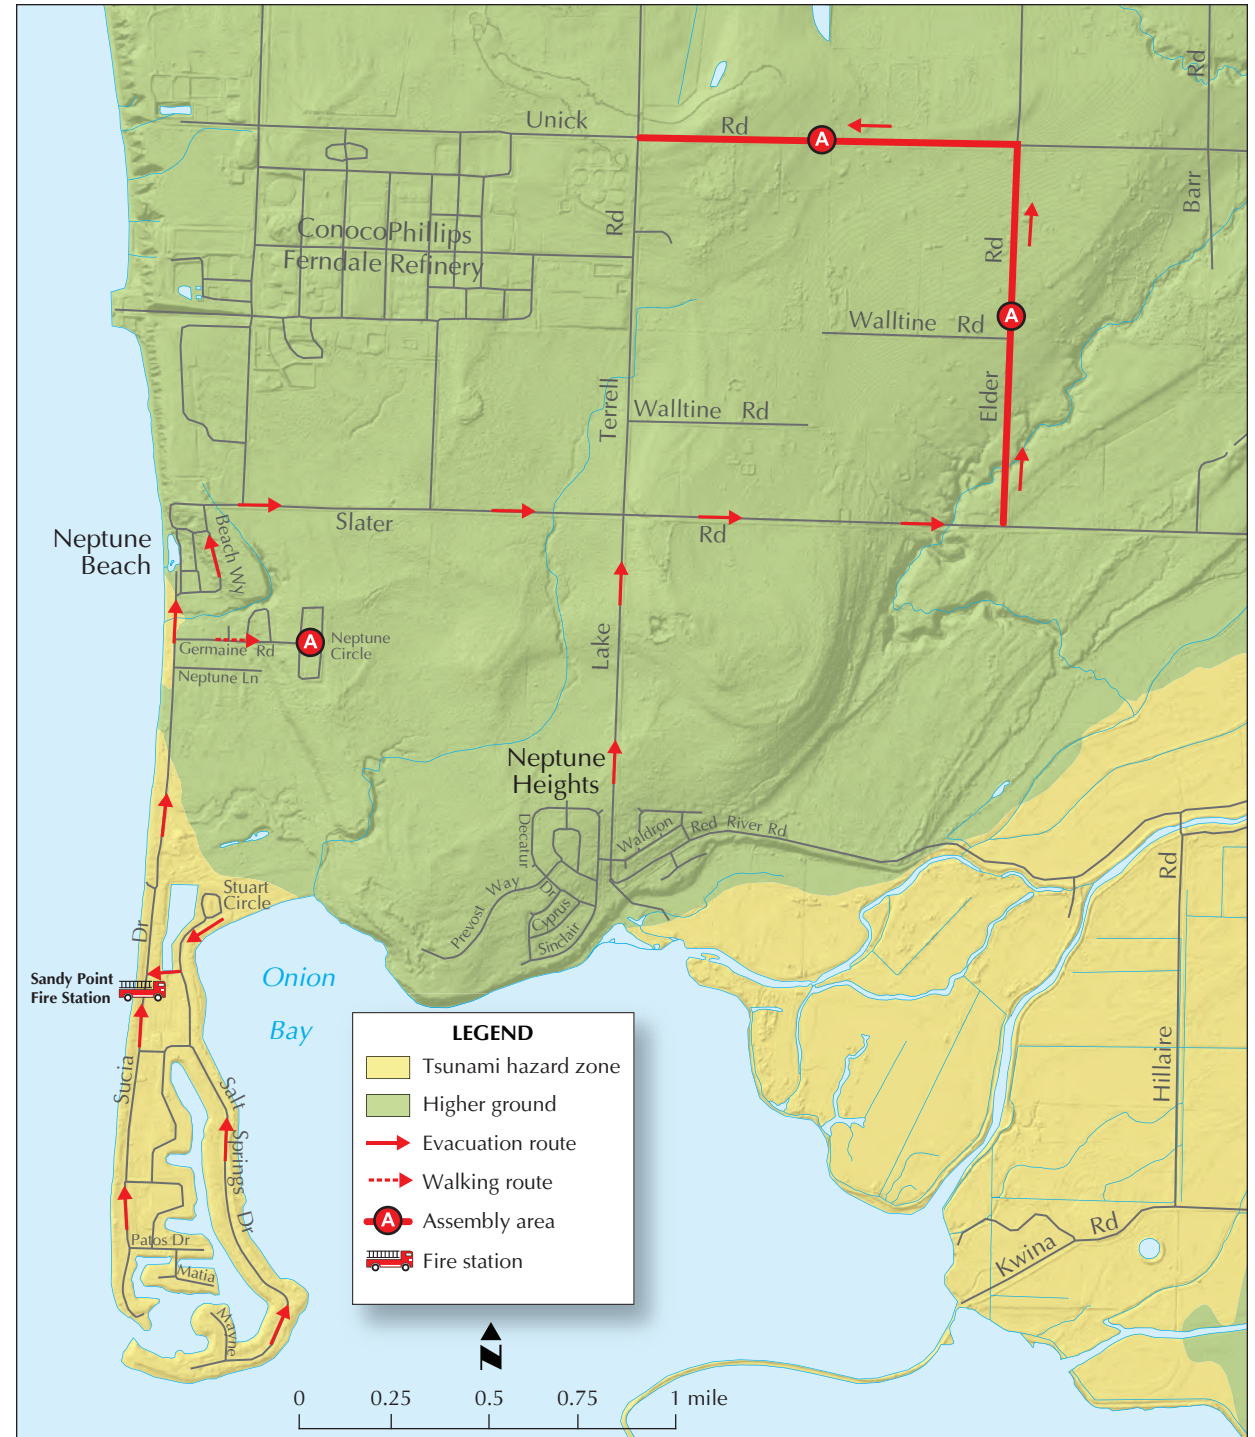 Unick
Rd
Rd
A
Barr
Rd
ConocoPhillips
Ferndale Refinery
Rd
A
Walltine Rd
Terrell
Walltine Rd
Elder
Slater
Rd
Neptune
Beach
Beach Wy
Germaine Rd
A
Neptune
Circle
Neptune Ln
Lake
Neptune
Heights
Decatur
Waldron
Red River Rd
Prevost Way
Dr
Cyprus
Sinclair
Rd
Stuart
Circle
Dr
Sandy Point
Fire Station
Onion
Bay
Sucia
Salt
Springs Dr
Patos Dr
Matia
Mayne
Hillaire
Kwina Rd
LEGEND
Tsunami hazard zone
Higher ground
Evacuation route
Walking route
A
Assembly area
Fire station
N
0 0.25 0.5 0.75 1 mile